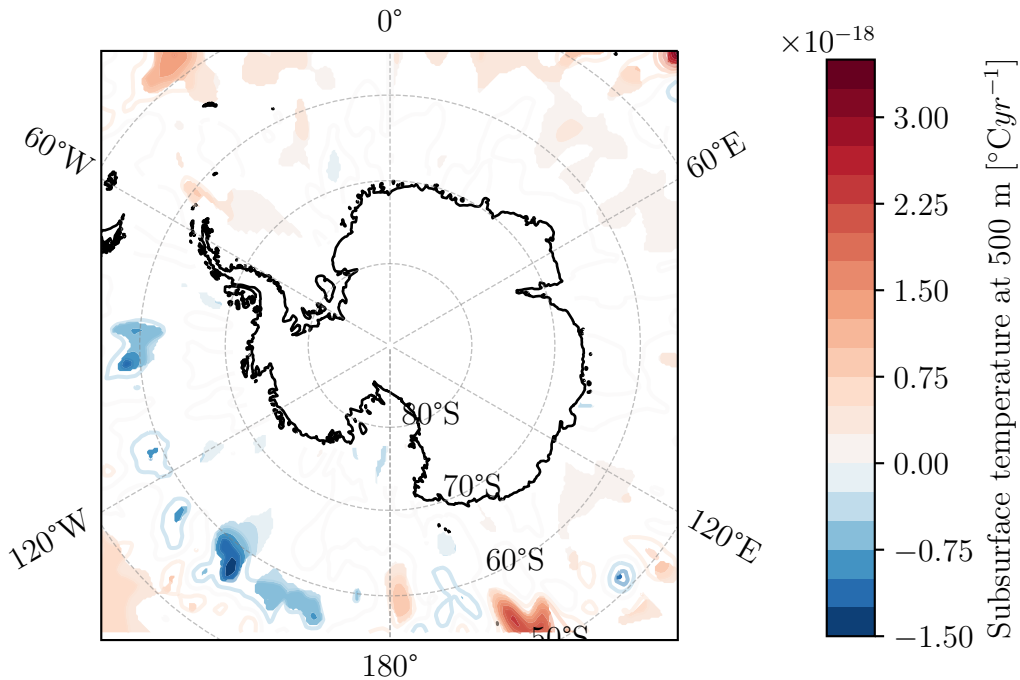 0°
×10⁻¹⁸
60°W
60°E
3.00
2.25
1.50
0.75
0.00
−0.75
−1.50
Subsurface temperature at 500 m [°Cyr⁻¹]
80°S
70°S
60°S
50°S
120°W
120°E
180°